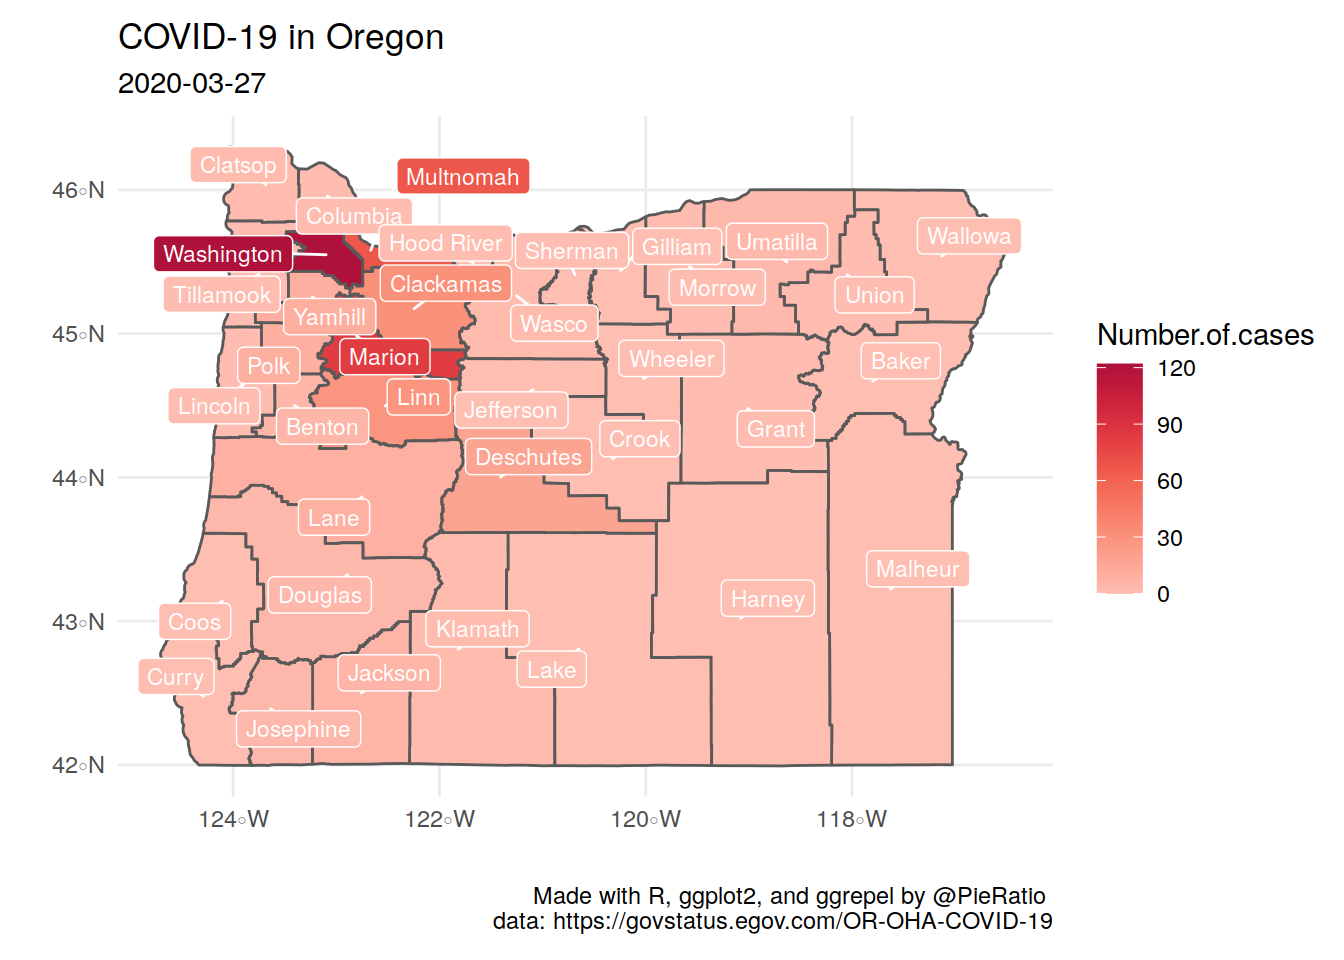 COVID-19 in Oregon
2020-03-27
Clatsop
Multnomah
46°N
Columbia
Wallowa
Washington
Hood River
Sherman
Gilliam
Umatilla
Clackamas
Tillamook
Morrow
Union
Yamhill
Wasco
45°N
Number.of.cases
Marion
Wheeler
Baker
Polk
120
Lincoln
Linn
Jefferson
90
Benton
Crook
Grant
Deschutes
44°N
60
Lane
30
Malheur
Douglas
Harney
0
43°N
Coos
Klamath
Curry
Jackson
Lake
Josephine
42°N
124°W
122°W
120°W
118°W
Made with R, ggplot2, and ggrepel by @PieRatio
data: https://govstatus.egov.com/OR-OHA-COVID-19